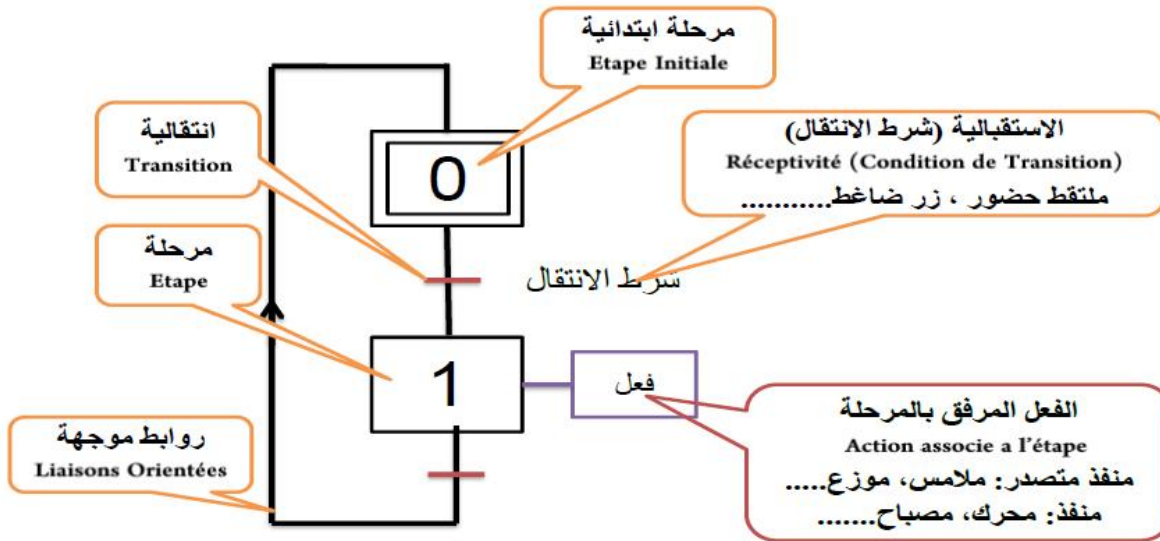 مرحلة ابتدائية
Etape Initiale
انتقالية
Transition
الاستقبالية (شرط الانتقال)
Réceptivité (Condition de Transition)
ملتقط حضور ، زر ضاغط...........
0
شرط الانتقال
مرحلة
Etape
1
فعل
الفعل المرفق بالمرحلة
Action associe a l'étape
منفذ متصدر: ملامس، موزع.....
منفذ: محرك، مصباح.......
روابط موجهة
Liaisons Orientées